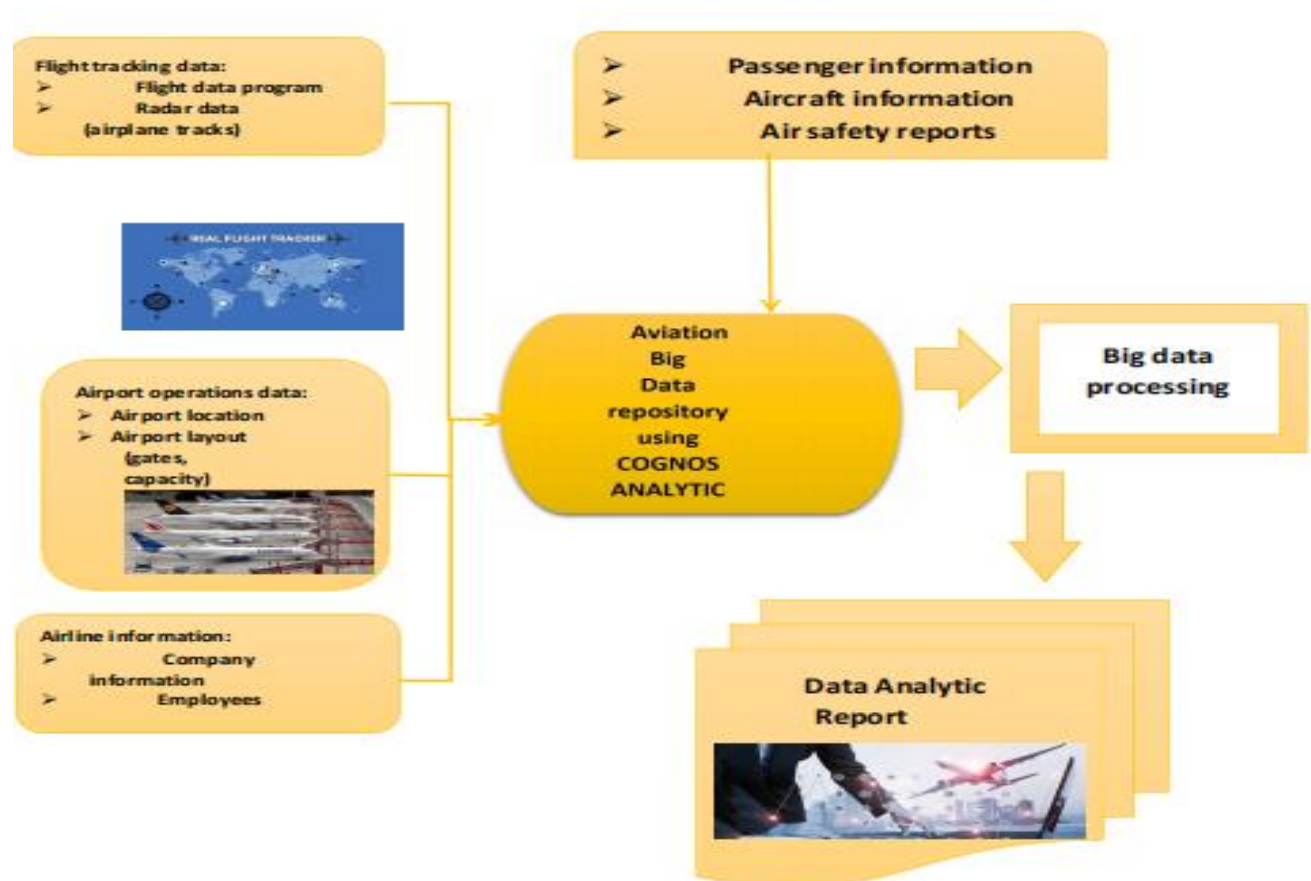 Flight tracking data:
➢ Flight data program
➢ Radar data
(airplane tracks)
➢ Passenger information
➢ Aircraft information
➢ Air safety reports
REAL FLIGHT TRACKER
Airport operations data:
➢ Airport location
➢ Airport layout
(gates,
capacity)
Airline information:
➢ Company
information
➢ Employees
Aviation
Big
Data
repository
using
COGNOS
ANALYTIC
Big data
processing
Data Analytic
Report